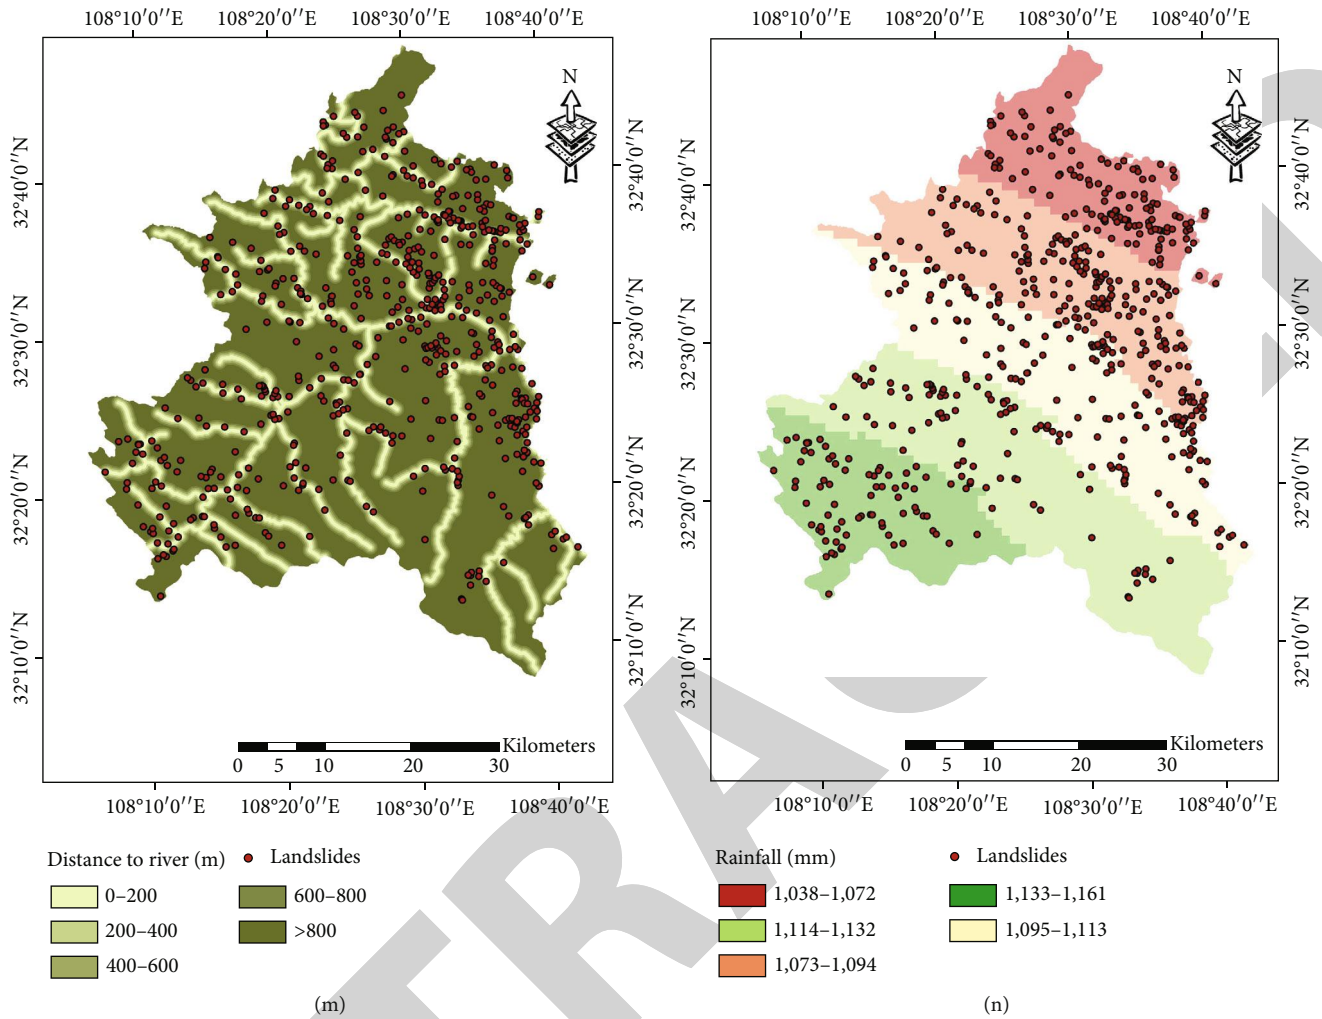 108°10′0′′E 108°20′0′′E 108°30′0′′E 108°40′0′′E
N
32°40′0′′N
32°30′0′′N
32°20′0′′N
32°10′0′′N
32°40′0′′N
32°30′0′′N
32°20′0′′N
32°10′0′′N
Kilometers
0 5 10 20 30
108°10′0′′E 108°20′0′′E 108°30′0′′E 108°40′0′′E
Distance to river (m)
Landslides
0–200
600–800
200–400
>800
400–600
(m)
108°10′0′′E 108°20′0′′E 108°30′0′′E 108°40′0′′E
N
32°40′0′′N
32°30′0′′N
32°20′0′′N
32°10′0′′N
32°40′0′′N
32°30′0′′N
32°20′0′′N
32°10′0′′N
Kilometers
0 5 10 20 30
108°10′0′′E 108°20′0′′E 108°30′0′′E 108°40′0′′E
Rainfall (mm)
Landslides
1,038–1,072
1,133–1,161
1,114–1,132
1,095–1,113
1,073–1,094
(n)